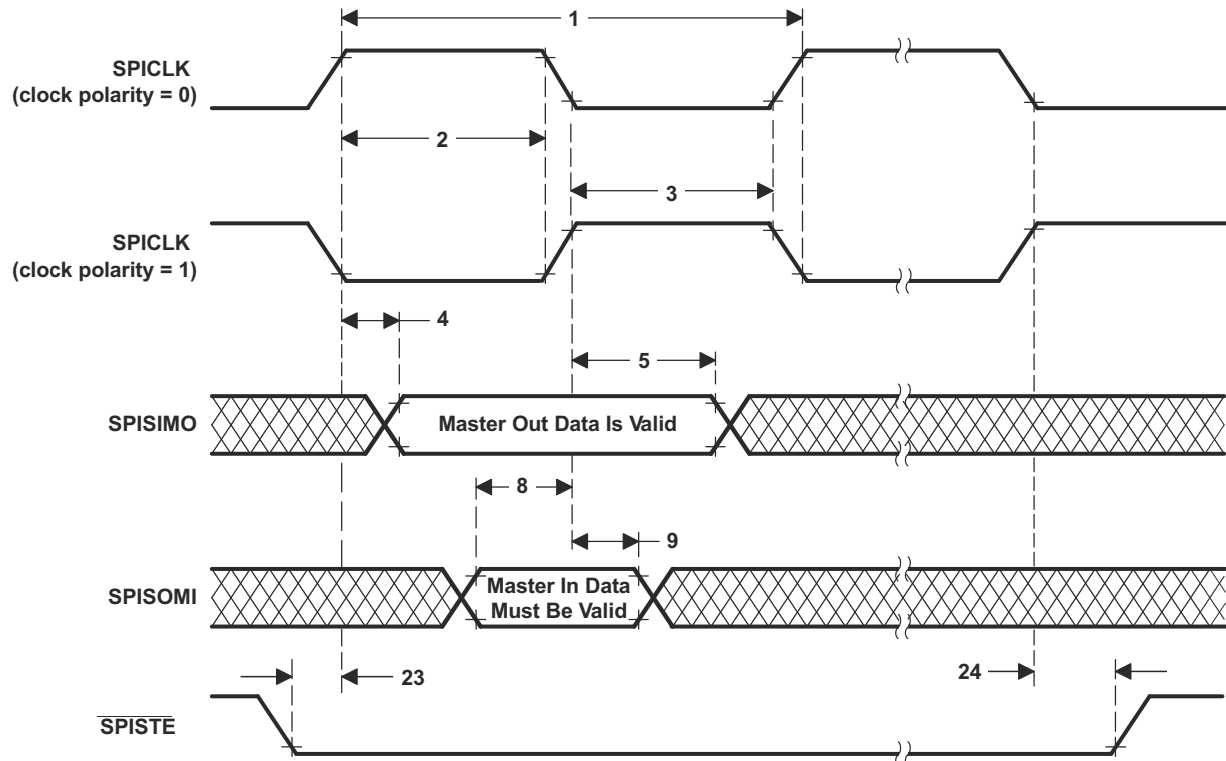 1
SPICLK
(clock polarity = 0)
2
3
SPICLK
(clock polarity = 1)
4
5
SPISIMO
Master Out Data Is Valid
8
9
SPISOMI
Master In Data
Must Be Valid
23
24
SPISTE